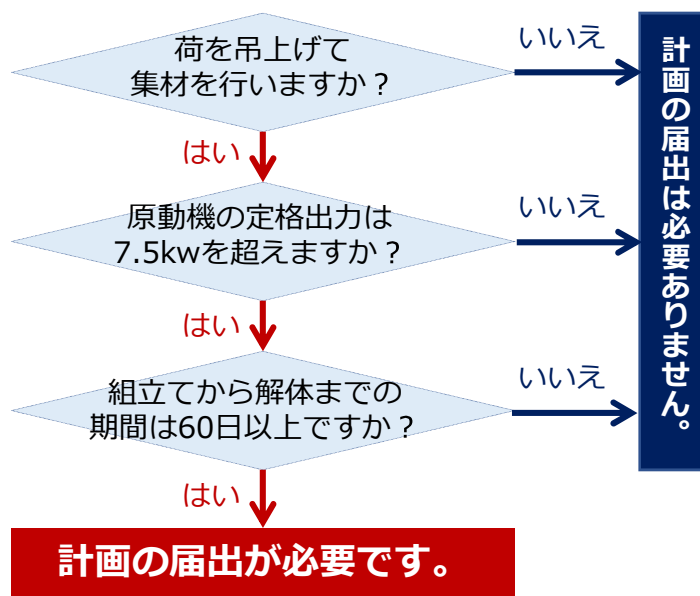 荷を吊上げて
集材を行いますか？
いいえ
はい
原動機の定格出力は
7.5kwを超えますか？
いいえ
はい
組立てから解体までの
期間は60日以上ですか？
いいえ
はい
計画の届出が必要です。
計画の届出は必要ありません。